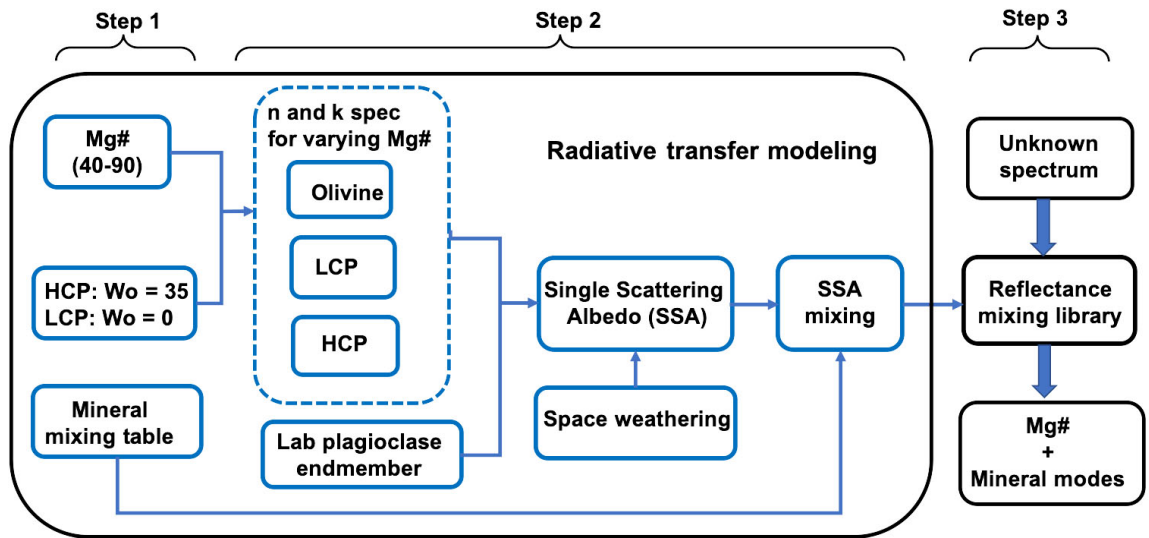 Step 1
Step 2
Step 3
Mg#
(40-90)
HCP: Wo = 35
LCP: Wo = 0
Mineral
mixing table
n and k spec
for varying Mg#
Olivine
LCP
HCP
Lab plagioclase
endmember
Radiative transfer modeling
Single Scattering
Albedo (SSA)
Space weathering
SSA
mixing
Unknown
spectrum
Reflectance
mixing library
Mg#
+
Mineral modes